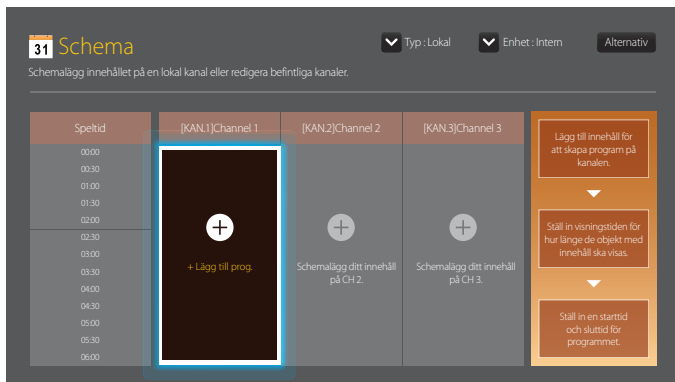 31 Schema
Typ : Lokal
Enhet : Intern
Alternativ
Schemalägg innehållet på en lokal kanal eller redigera befintliga kanaler.
Speltid
[KAN.1]Channel 1
[KAN.2]Channel 2
[KAN.3]Channel 3
00:00
00:30
01:00
01:30
02:00
02:30
03:00
03:30
04:00
04:30
05:00
05:30
06:00
+ Lägg till prog.
Schemalägg ditt innehåll
på CH 2.
Schemalägg ditt innehåll
på CH 3.
Lägg till innehåll för
att skapa program på
kanalen.
Ställ in visningstiden för
hur länge de objekt med
innehåll ska visas.
Ställ in en starttid
och sluttid för
programmet.